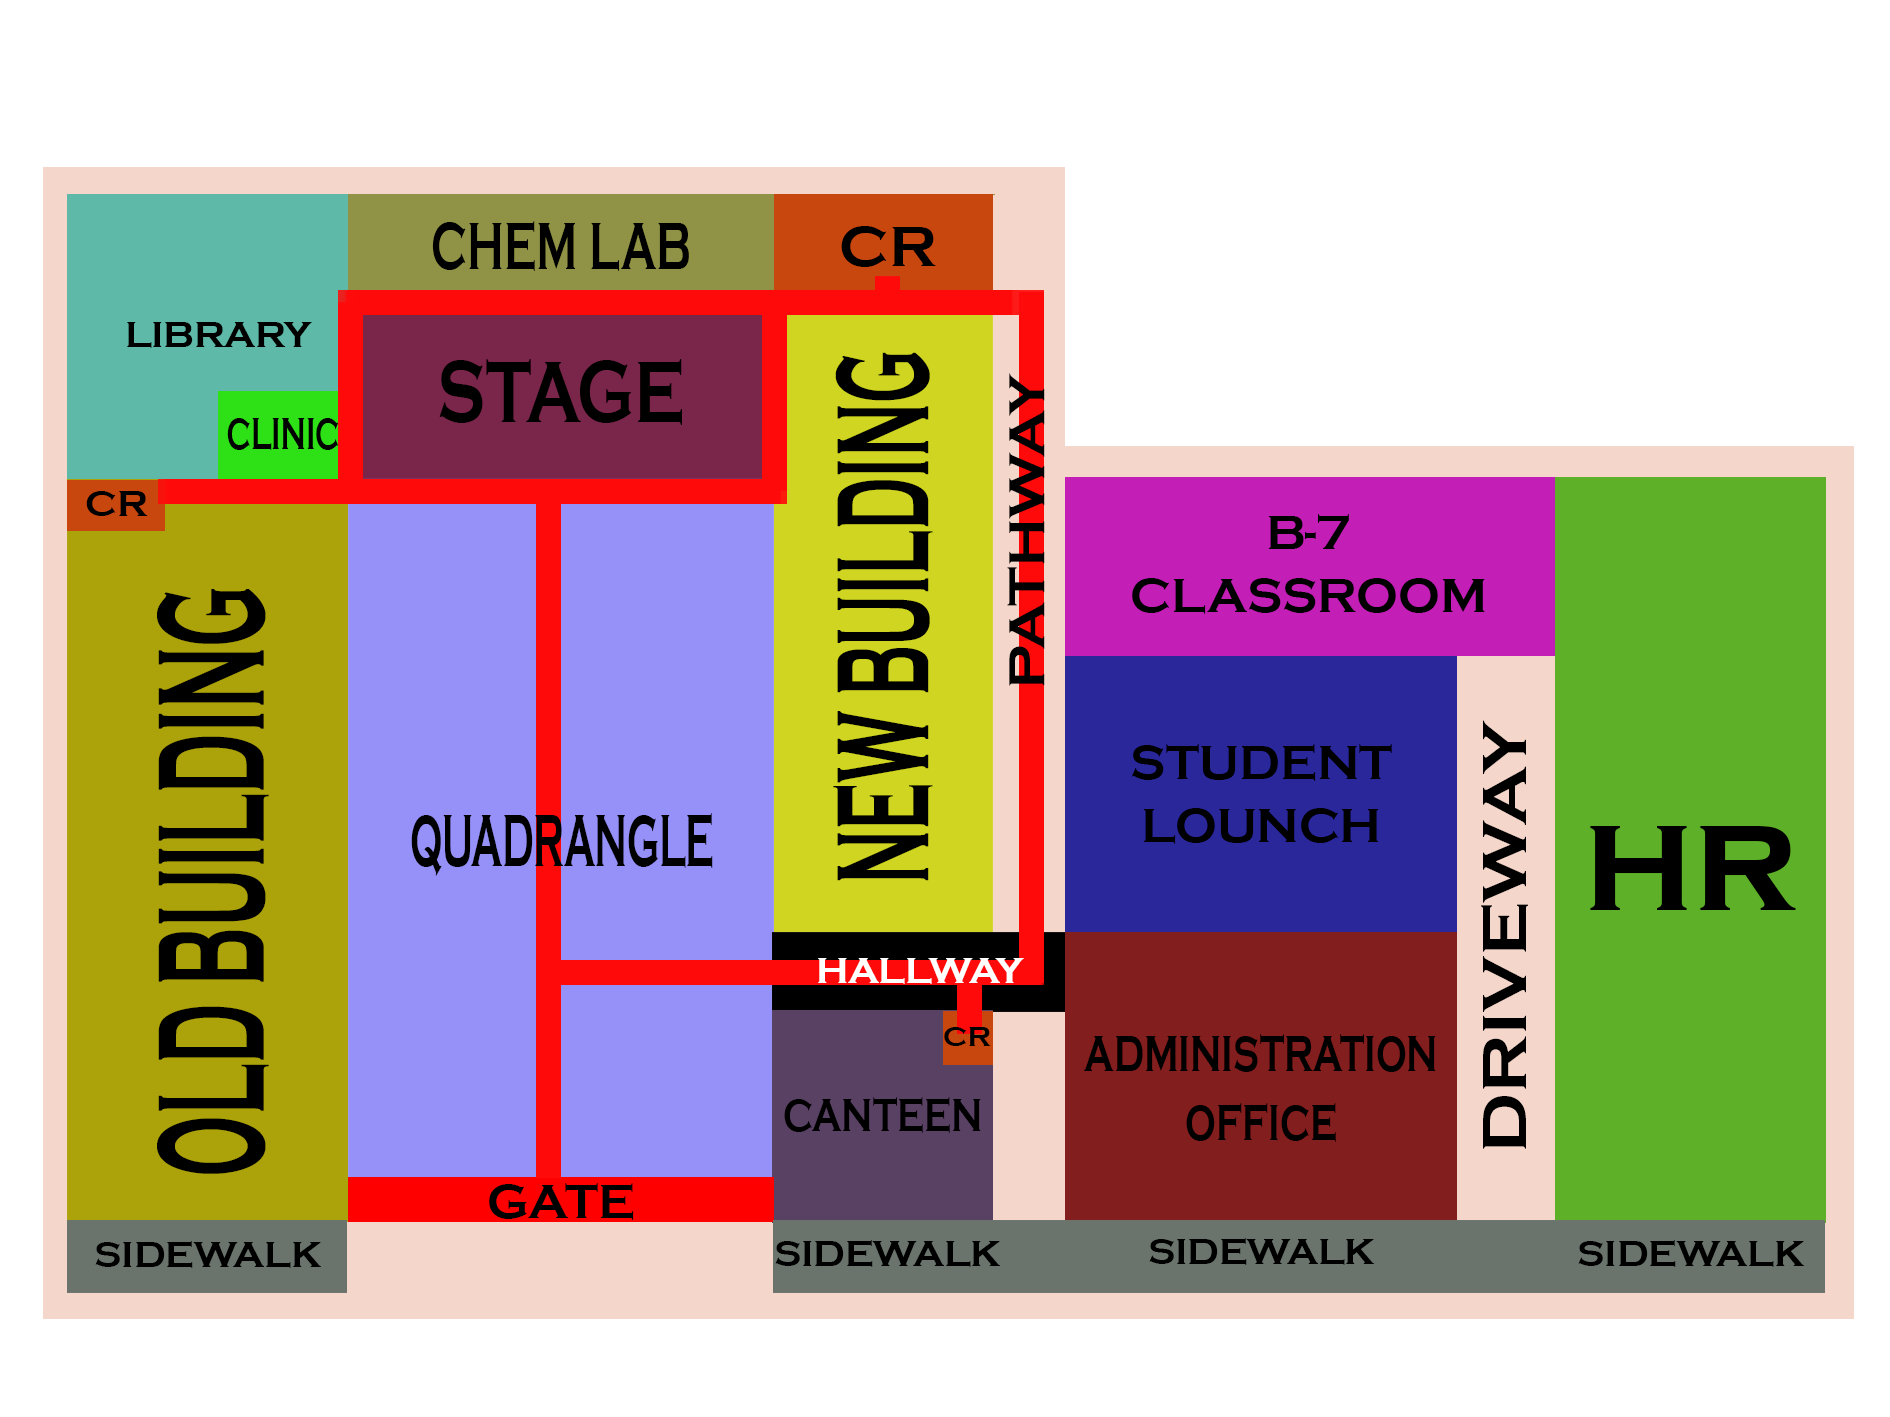 CHEM LAB
CR
LIBRARY
STAGE
CLINIC
CR
NEW BUILDING
PATHWAY
B-7
CLASSROOM
OLD BUILDING
QUADRANGLE
STUDENT
LOUNCH
DRIVEWAY
HR
HALLWAY
CR
CANTEEN
ADMINISTRATION
OFFICE
GATE
SIDEWALK
SIDEWALK
SIDEWALK
SIDEWALK